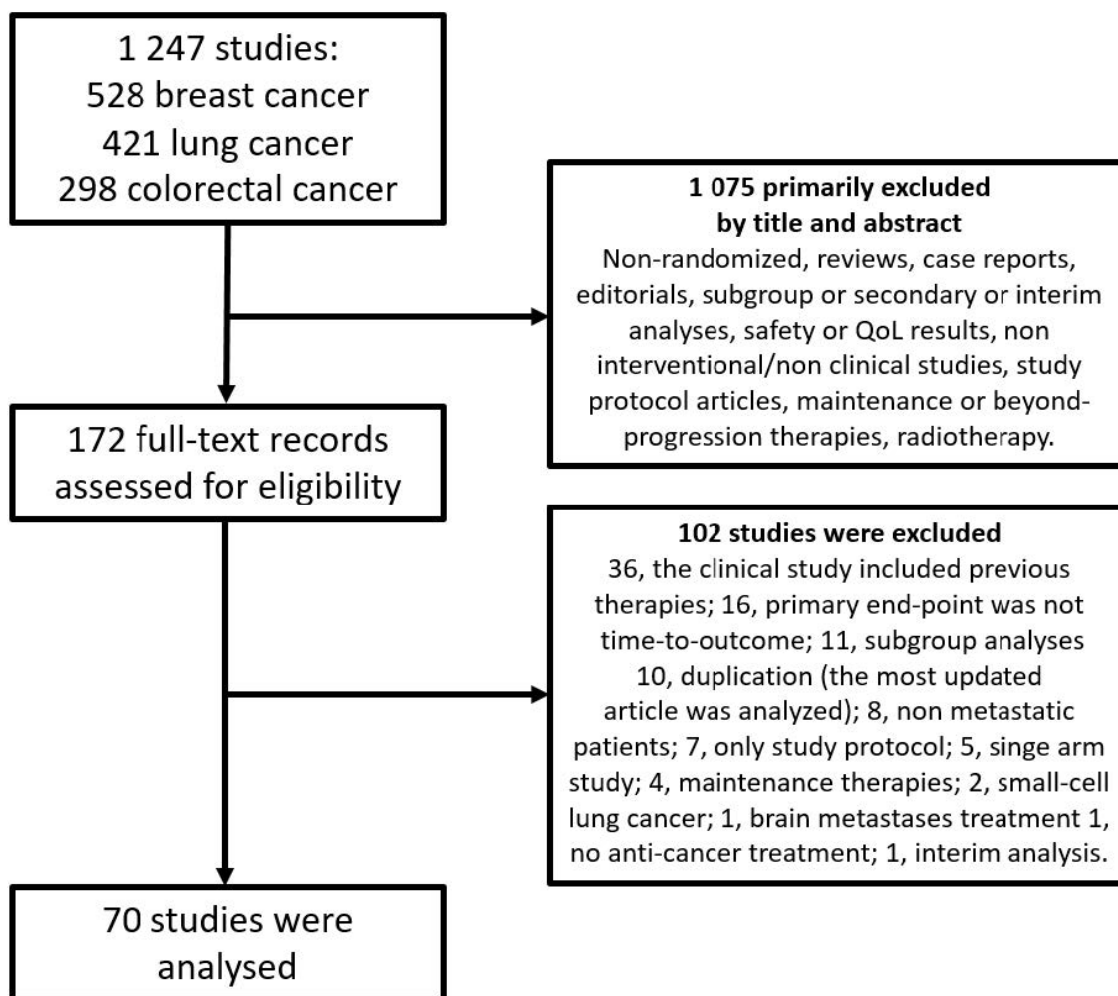 1 247 studies:
528 breast cancer
421 lung cancer
298 colorectal cancer
1 075 primarily excluded
by title and abstract
Non-randomized, reviews, case reports,
editorials, subgroup or secondary or interim
analyses, safety or QoL results, non
interventional/non clinical studies, study
protocol articles, maintenance or beyond-
progression therapies, radiotherapy.
172 full-text records
assessed for eligibility
102 studies were excluded
36, the clinical study included previous
therapies; 16, primary end-point was not
time-to-outcome; 11, subgroup analyses
10, duplication (the most updated
article was analyzed); 8, non metastatic
patients; 7, only study protocol; 5, singe arm
study; 4, maintenance therapies; 2, small-cell
lung cancer; 1, brain metastases treatment 1,
no anti-cancer treatment; 1, interim analysis.
70 studies were
analysed